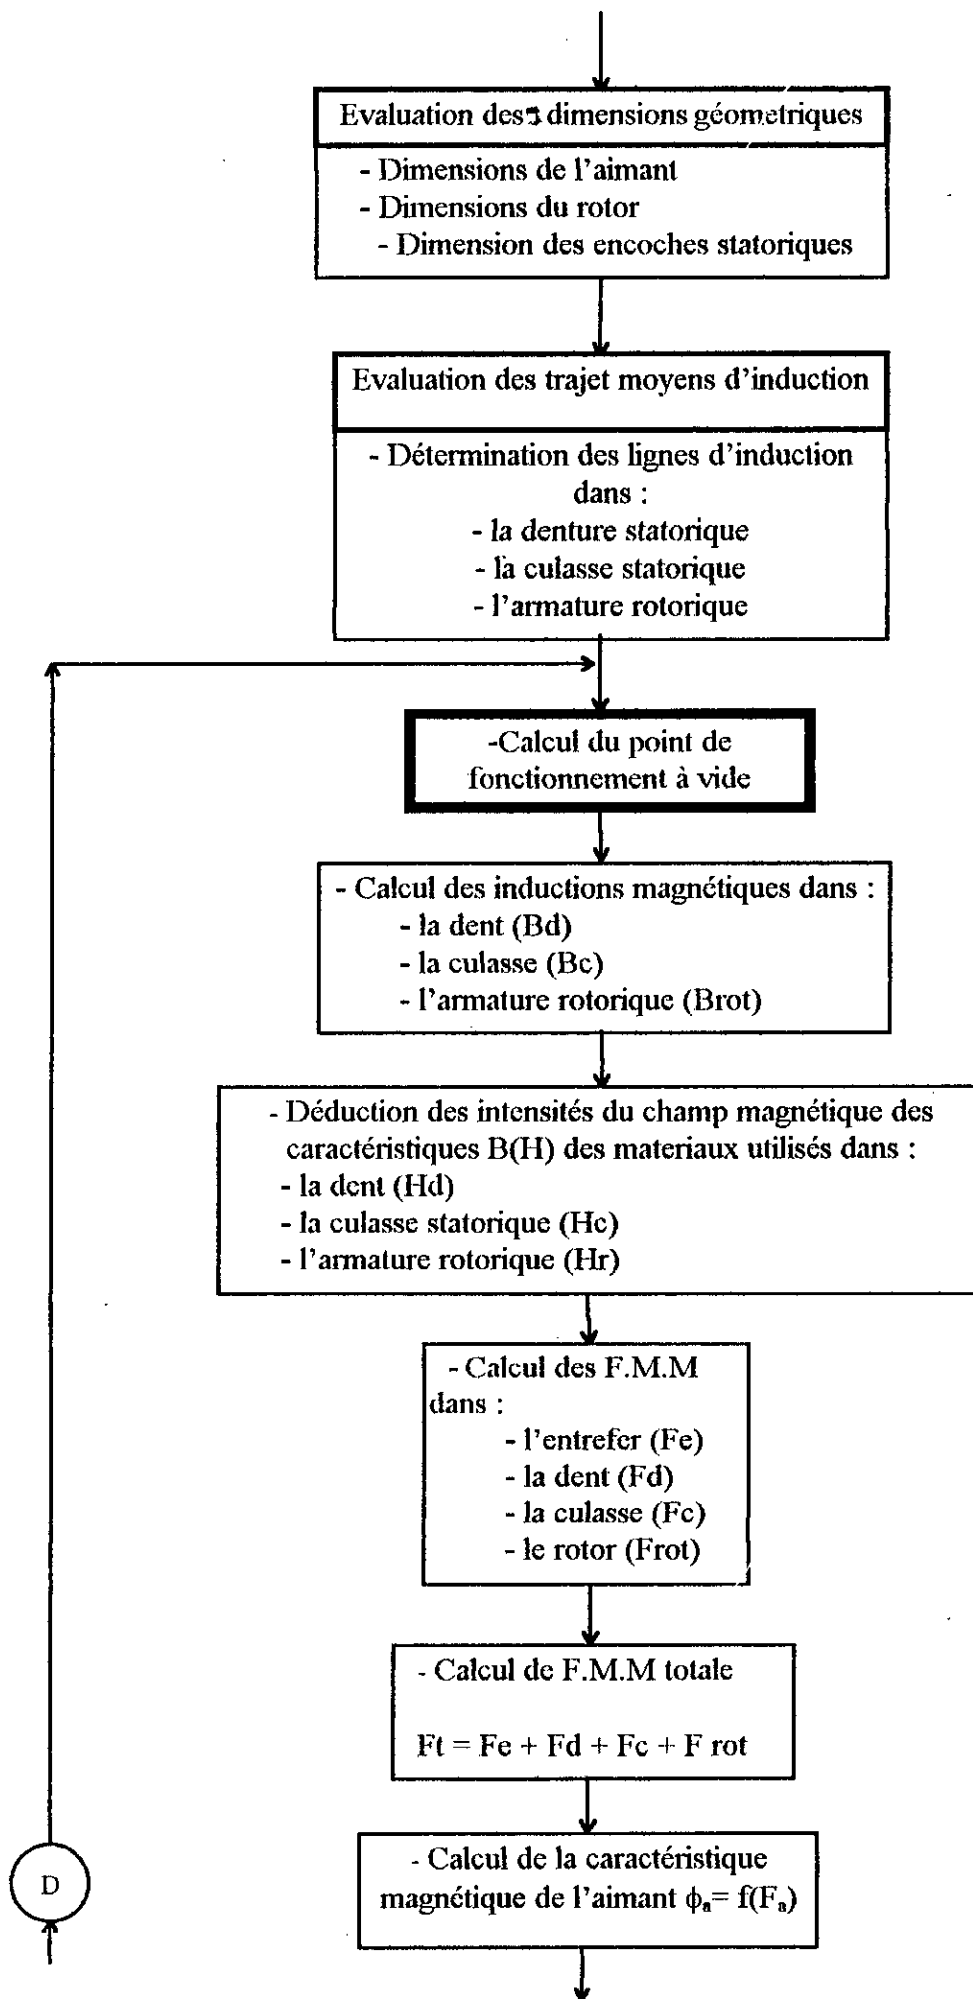 Evaluation des dimensions géometriques
- Dimensions de l'aimant
- Dimensions du rotor
- Dimension des encoches statoriques
Evaluation des trajet moyens d'induction
- Détermination des lignes d'induction
dans :
- la denture statorique
- la culasse statorique
- l'armature rotorique
-Calcul du point de
fonctionnement à vide
- Calcul des inductions magnétiques dans :
- la dent (Bd)
- la culasse (Bc)
- l'armature rotorique (Brot)
- Déduction des intensités du champ magnétique des
caractéristiques B(H) des materiaux utilisés dans :
- la dent (Hd)
- la culasse statorique (Hc)
- l'armature rotorique (Hr)
- Calcul des F.M.M
dans :
- l'entrefer (Fe)
- la dent (Fd)
- la culasse (Fc)
- le rotor (Frot)
- Calcul de F.M.M totale
Ft = Fe + Fd + Fc + F rot
D
- Calcul de la caractéristique
magnétique de l'aimant ϕₐ= f(Fₐ)